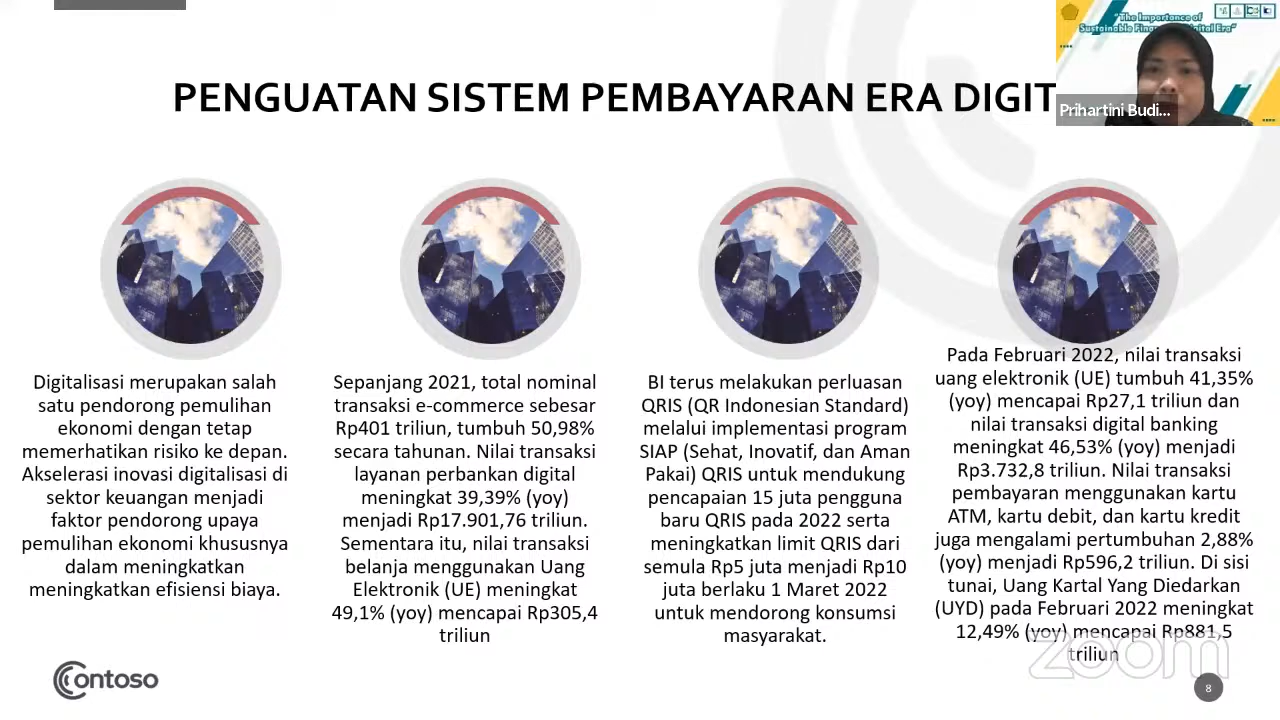 "The Importance of
Sustainable Finance
PENGUATAN SISTEM PEMBAYARAN ERA DIGIT
Prihartini Budi...
Digitalisasi merupakan salah
satu pendorong pemulihan
ekonomi dengan tetap
memerhatikan risiko ke depan.
Akselerasi inovasi digitalisasi di
sektor keuangan menjadi
faktor pendorong upaya
pemulihan ekonomi khususnya
dalam meningkatkan
meningkatkan efisiensi biaya.
Sepanjang 2021, total nominal
transaksi e-commerce sebesar
Rp401 triliun, tumbuh 50,98%
secara tahunan. Nilai transaksi
layanan perbankan digital
meningkat 39,39% (yoy)
menjadi Rp17.901,76 triliun.
Sementara itu, nilai transaksi
belanja menggunakan Uang
Elektronik (UE) meningkat
49,1% (yoy) mencapai Rp305,4
triliun
BI terus melakukan perluasan
QRIS (QR Indonesian Standard)
melalui implementasi program
SIAP (Sehat, Inovatif, dan Aman
Pakai) QRIS untuk mendukung
pencapaian 15 juta pengguna
baru QRIS pada 2022 serta
meningkatkan limit QRIS dari
semula Rp5 juta menjadi Rp10
juta berlaku 1 Maret 2022
untuk mendorong konsumsi
masyarakat.
Pada Februari 2022, nilai transaksi
uang elektronik (UE) tumbuh 41,35%
(yoy) mencapai Rp27,1 triliun dan
nilai transaksi digital banking
meningkat 46,53% (yoy) menjadi
Rp3.732,8 triliun. Nilai transaksi
pembayaran menggunakan kartu
ATM, kartu debit, dan kartu kredit
juga mengalami pertumbuhan 2,88%
(yoy) menjadi Rp596,2 triliun. Di sisi
tunai, Uang Kartal Yang Diedarkan
(UYD) pada Februari 2022 meningkat
12,49% (yoy) mencapai Rp881,5
triliun
zoom
Contoso
8